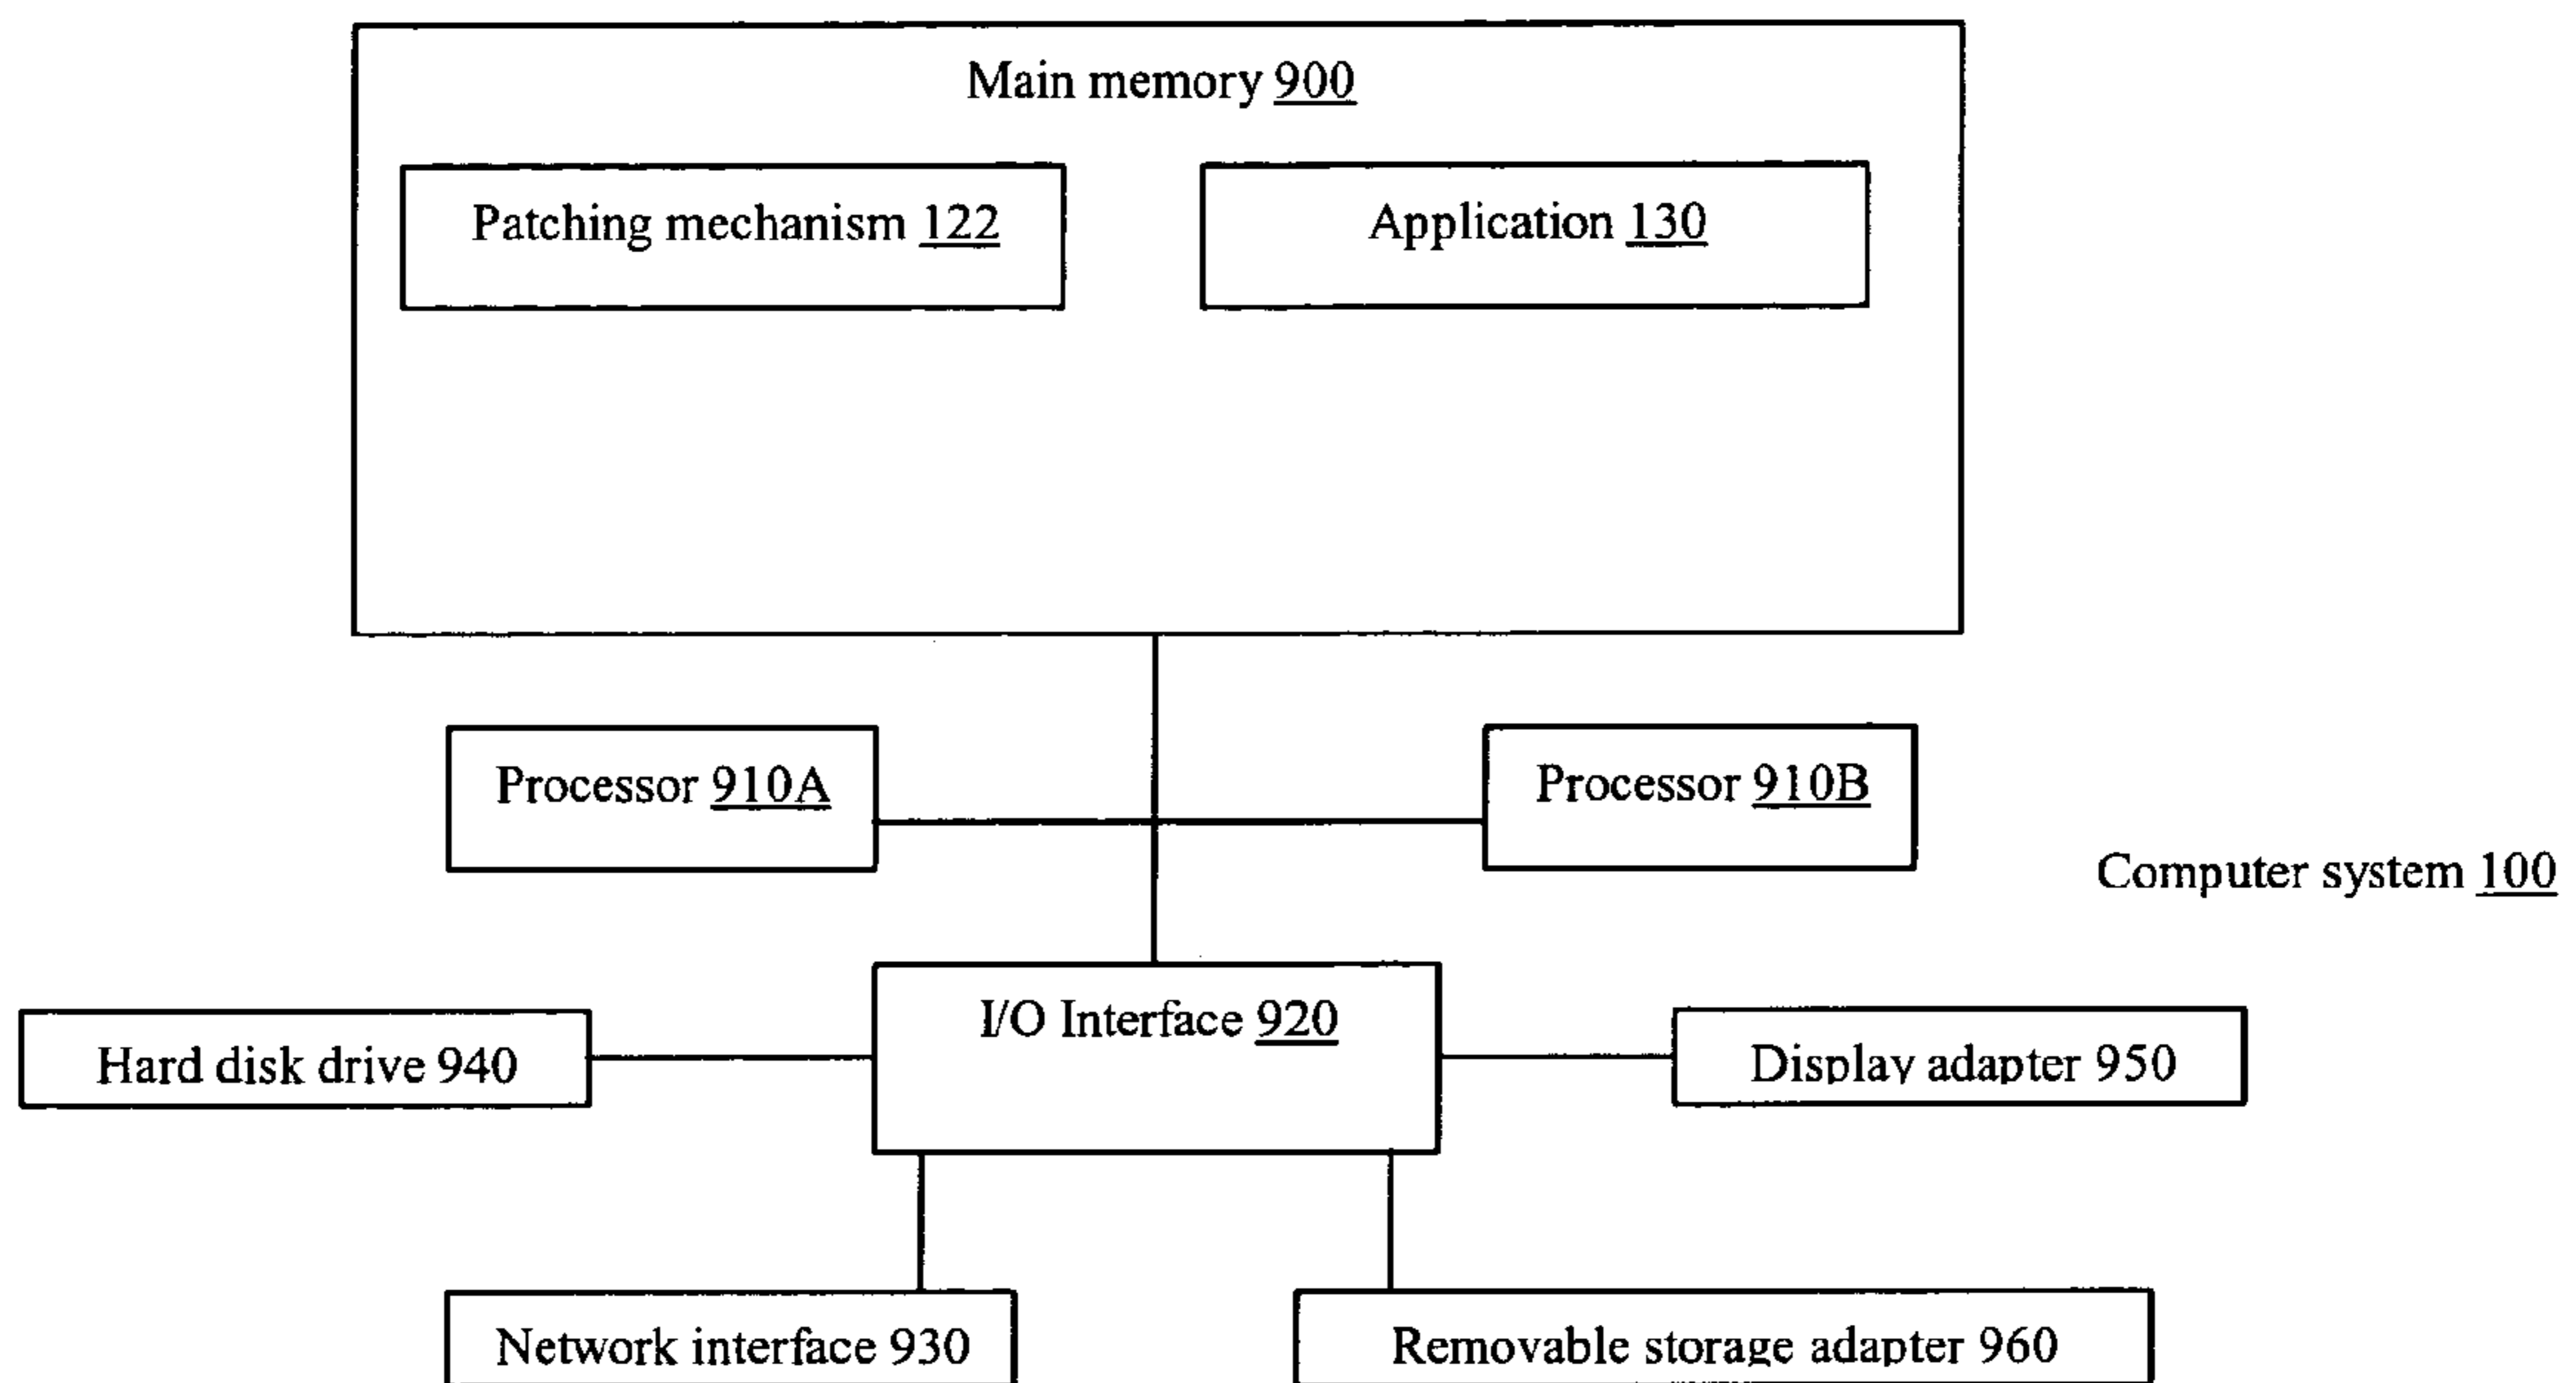 Main memory 900
Patching mechanism 122
Application 130
Processor 910A
Processor 910B
Computer system 100
I/O Interface 920
Hard disk drive 940
Display adapter 950
Network interface 930
Removable storage adapter 960